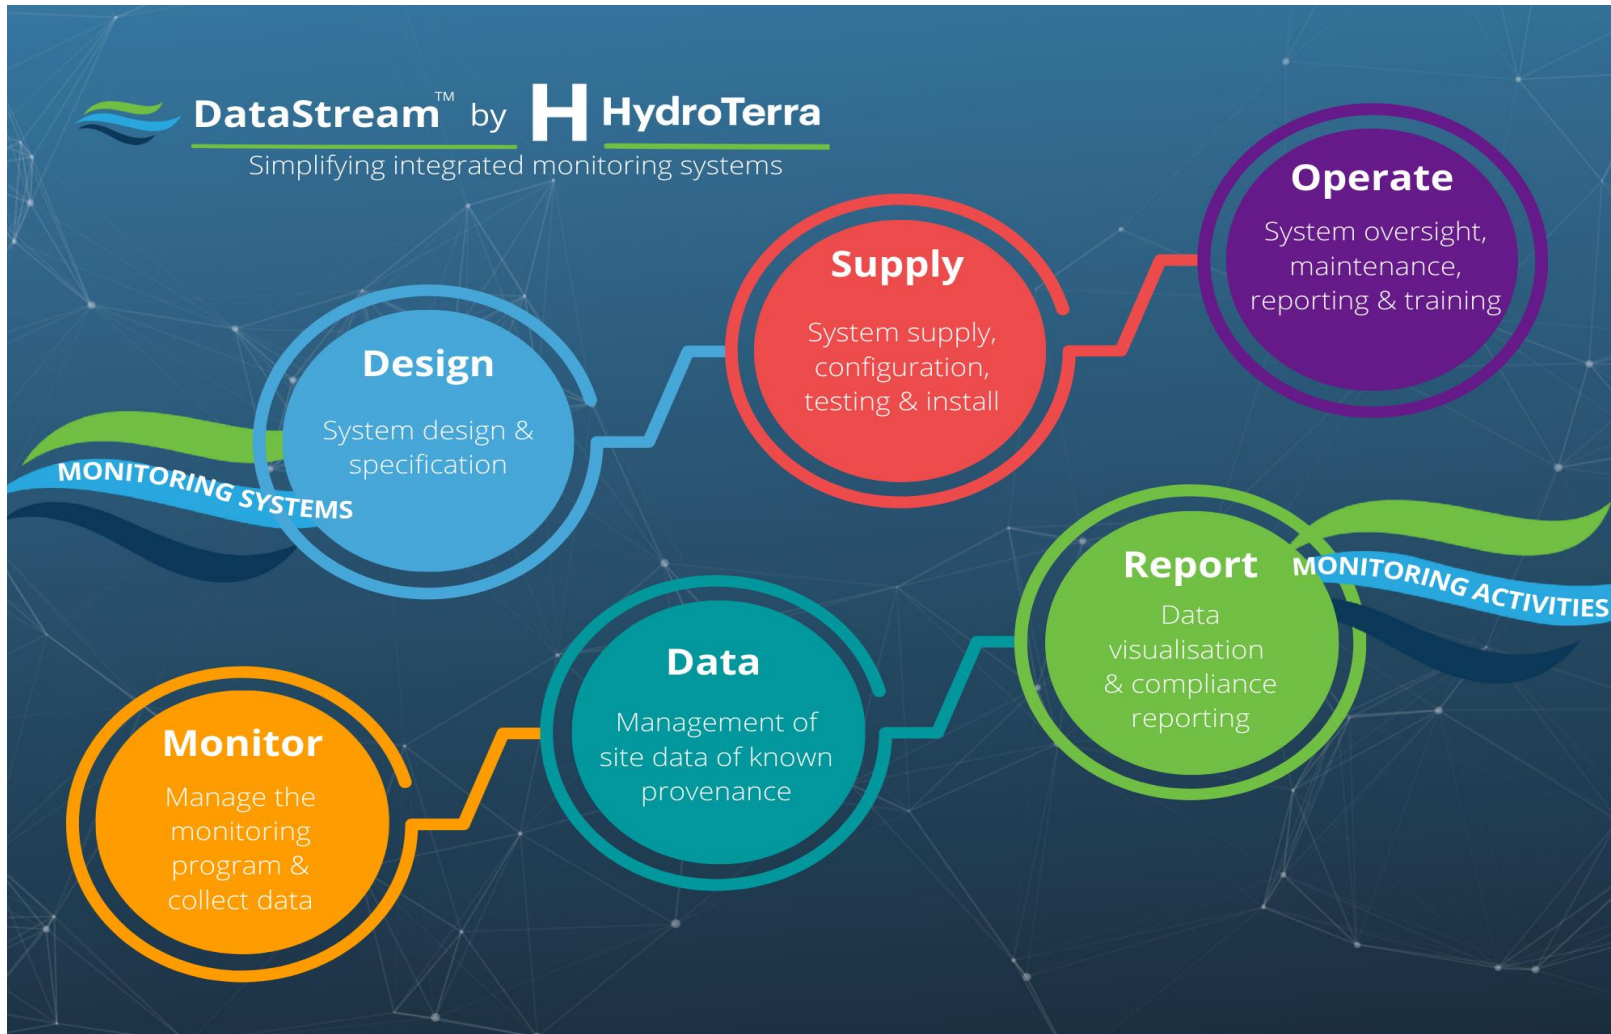 DataStream™ by H HydroTerra
Simplifying integrated monitoring systems
MONITORING SYSTEMS
Design
System design &
specification
Supply
System supply,
configuration,
testing & install
Operate
System oversight,
maintenance,
reporting & training
Monitor
Manage the
monitoring
program &
collect data
Data
Management of
site data of known
provenance
Report
Data
visualisation
& compliance
reporting
MONITORING ACTIVITIES